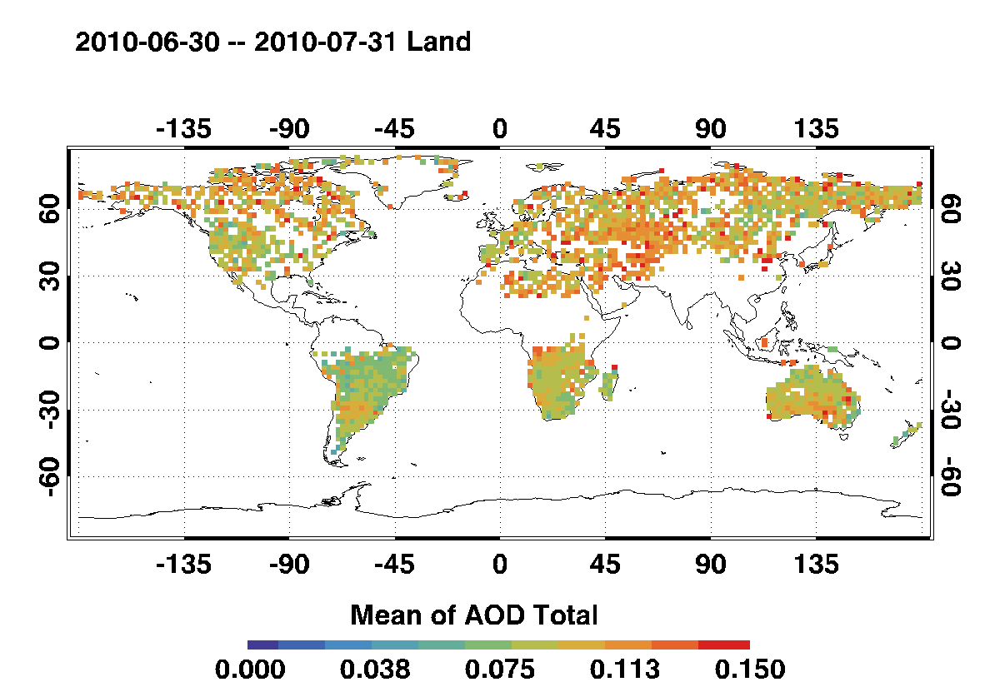 2010-06-30 -- 2010-07-31 Land
-135 -90 -45 0 45 90 135
60 60
30 30
0 0
-30 -30
-60 -60
-135 -90 -45 0 45 90 135
Mean of AOD Total
0.000 0.038 0.075 0.113 0.150